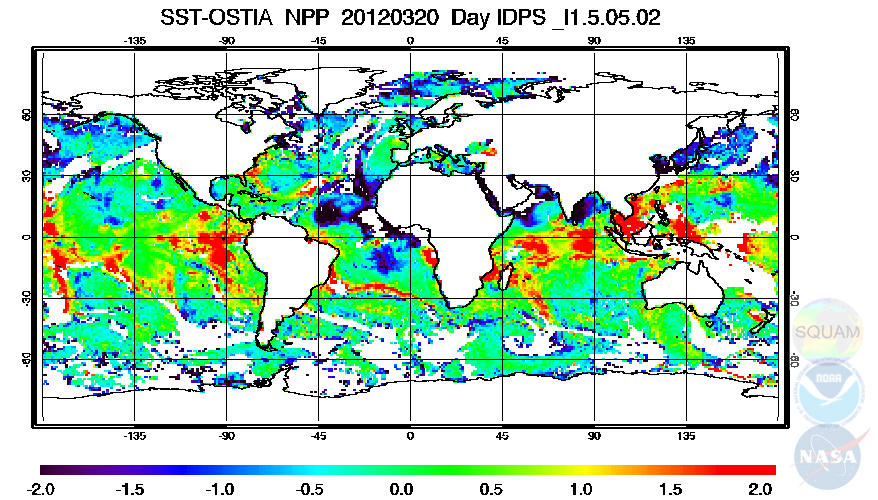 SST-OSTIA NPP 20120320 Day IDPS _I1.5.05.02
-135 -90 -45 0 45 90 135
60 60
30 30
0 0
-30 -30
-60 -60
-135 -90 -45 0 45 90 135
SQUAM
NOAA
NASA
-2.0 -1.5 -1.0 -0.5 0.0 0.5 1.0 1.5 2.0